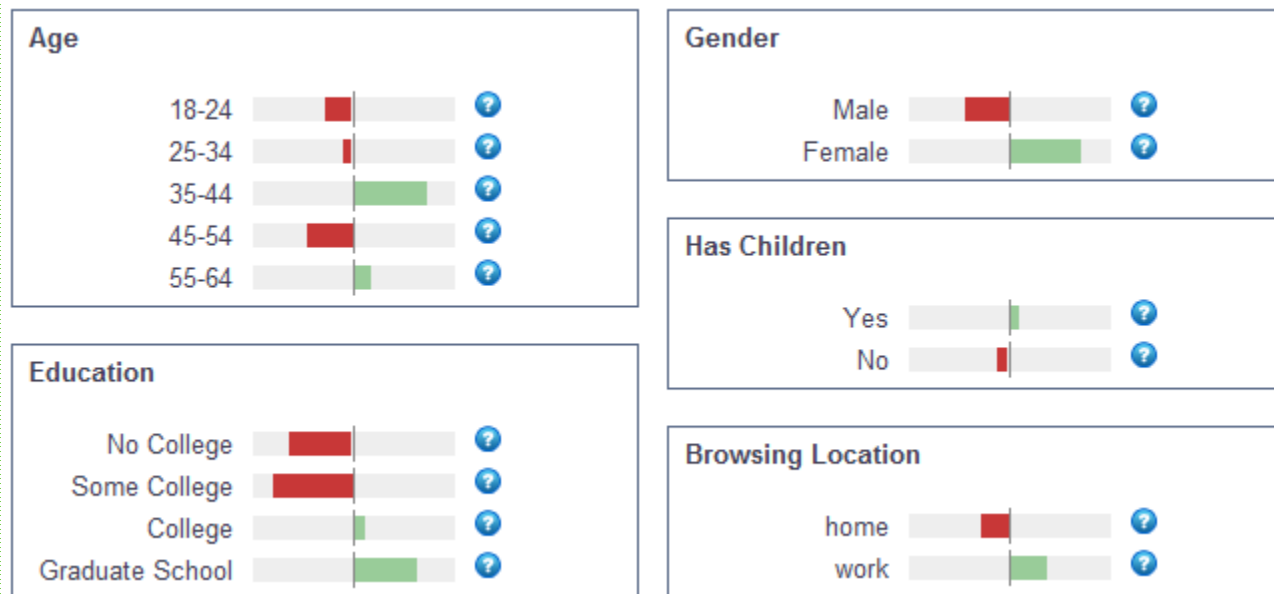 Age
18-24
25-34
35-44
45-54
55-64
Education
No College
Some College
College
Graduate School
Gender
Male
Female
Has Children
Yes
No
Browsing Location
home
work